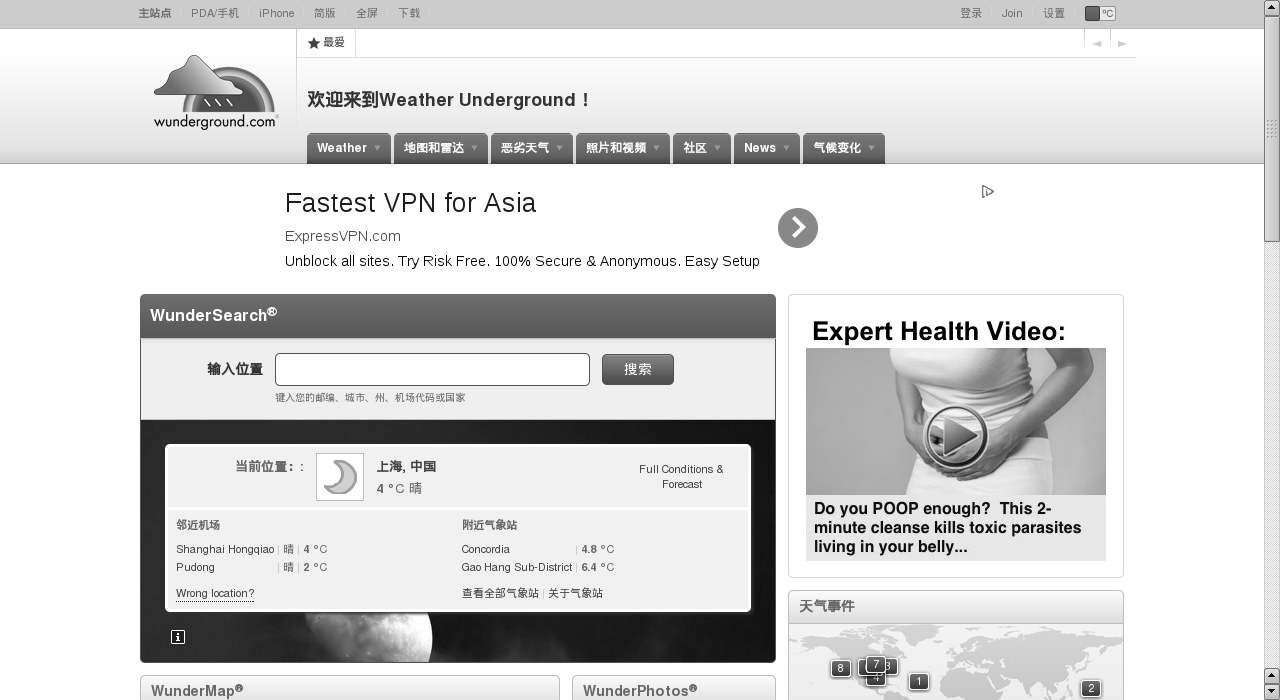 主站点 PDA/手机 iPhone 简版 全屏 下载 登录 Join 设置 °C
最爱
wunderground.com®
欢迎来到Weather Underground！
Weather 地图和雷达 恶劣天气 照片和视频 社区 News 气候变化
Fastest VPN for Asia
ExpressVPN.com
Unblock all sites. Try Risk Free. 100% Secure & Anonymous. Easy Setup
WunderSearch®
输入位置 搜索
键入您的邮编、城市、州、机场代码或国家
当前位置：:
上海, 中国
4 °C 晴
Full Conditions &
Forecast
邻近机场
Shanghai Hongqiao | 晴 | 4 °C
Pudong | 晴 | 2 °C
Wrong location?
附近气象站
Concordia | 4.8 °C
Gao Hang Sub-District | 6.4 °C
查看全部气象站 | 关于气象站
i
Expert Health Video:
Do you POOP enough? This 2-
minute cleanse kills toxic parasites
living in your belly...
天气事件
8 7 3 4 1 2
WunderMap®
WunderPhotos®